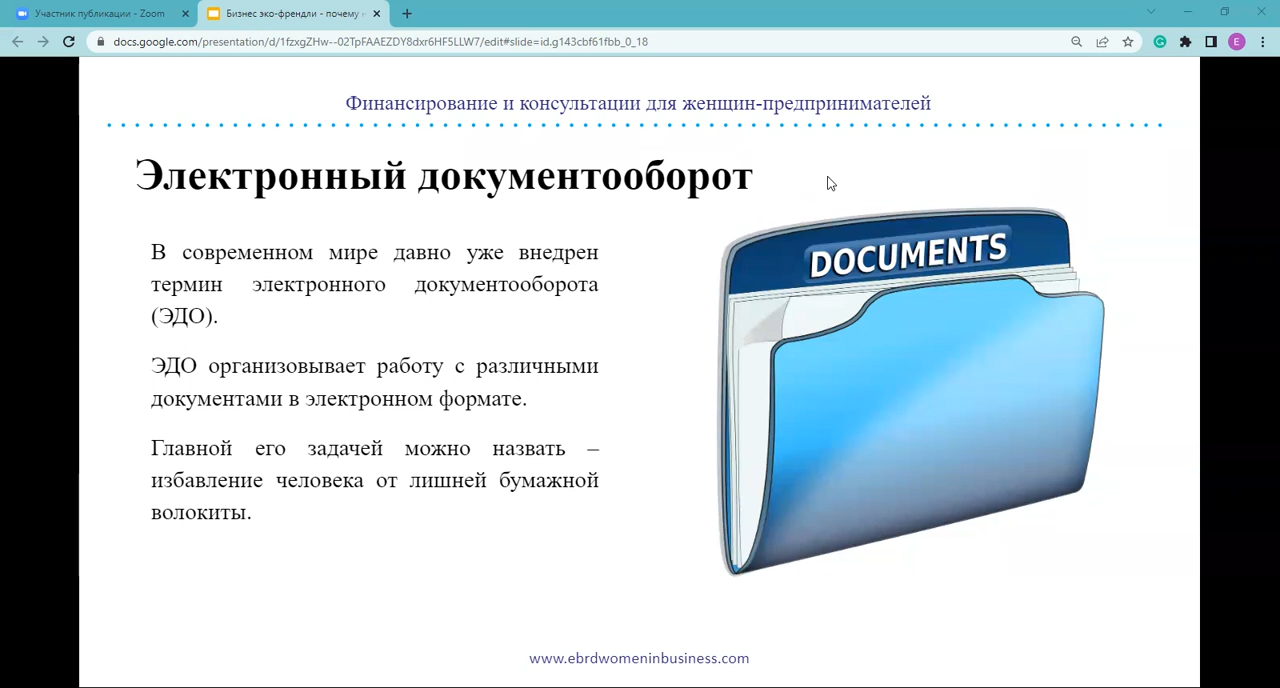 Участник публикации - Zoom
Бизнес эко-френдли - почему
docs.google.com/presentation/d/1fzxgZHw--02TpFAAEZDY8dxr6HF5LLW7/edit#slide=id.g143cbf61fbb_0_18
E
Финансирование и консультации для женщин-предпринимателей
Электронный документооборот
В современном мире давно уже внедрен
термин электронного документооборота
(ЭДО).
ЭДО организовывает работу с различными
документами в электронном формате.
Главной его задачей можно назвать –
избавление человека от лишней бумажной
волокиты.
DOCUMENTS
www.ebrdwomeninbusiness.com